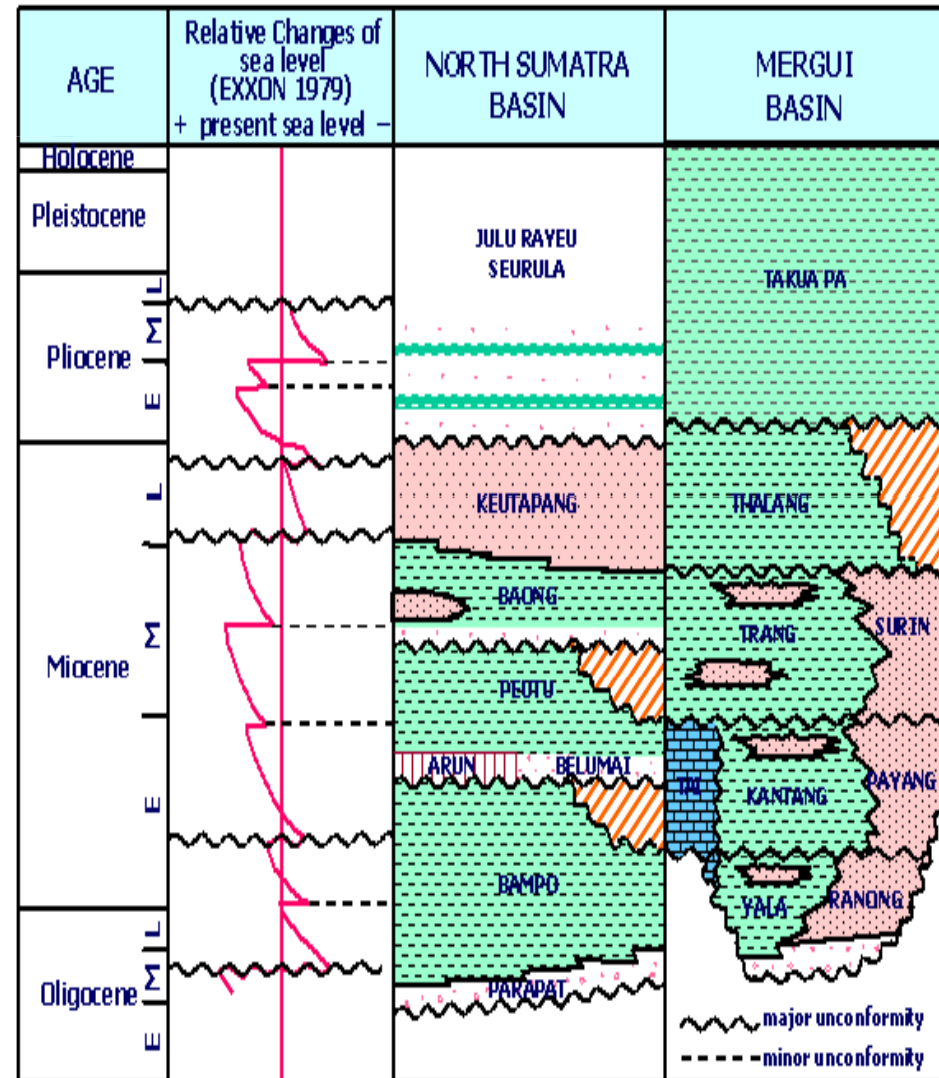 AGE
Relative Changes of
sea level
(EXXON 1979)
+ present sea level –
NORTH SUMATRA
BASIN
MERGUI
BASIN
Holocene
Pleistocene
Pliocene
L
M
E
Miocene
L
M
E
Oligocene
L
M
E
JULU RAYEU
SEURULA
KEUTAPANG
BAONG
PEUTU
ARUN
BELUMAI
BAMPO
PARAPAT
TAKUA PA
THALANG
TRANG
SURIN
TAI
KANTANG
PAYANG
YALA
RANONG
major unconformity
minor unconformity